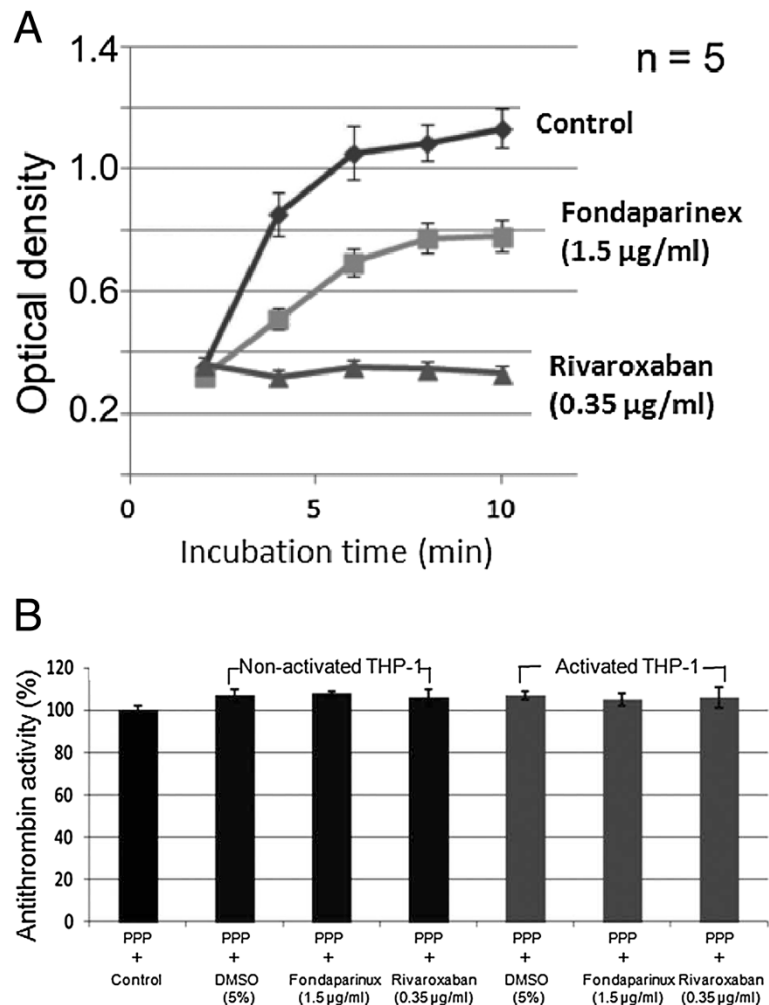 A
1.4
n = 5
Control
1.0
Fondaparinex
(1.5 µg/ml)
Optical density
0.6
Rivaroxaban
(0.35 µg/ml)
0.2
0 5 10
Incubation time (min)
B
120
Non-activated THP-1 Activated THP-1
100
80
60
40
20
0
Antithrombin activity (%)
PPP PPP PPP PPP PPP PPP PPP
+ + + + + + +
Control DMSO Fondaparinux Rivaroxaban DMSO Fondaparinux Rivaroxaban
(5%) (1.5 µg/ml) (0.35 µg/ml) (5%) (1.5 µg/ml) (0.35 µg/ml)